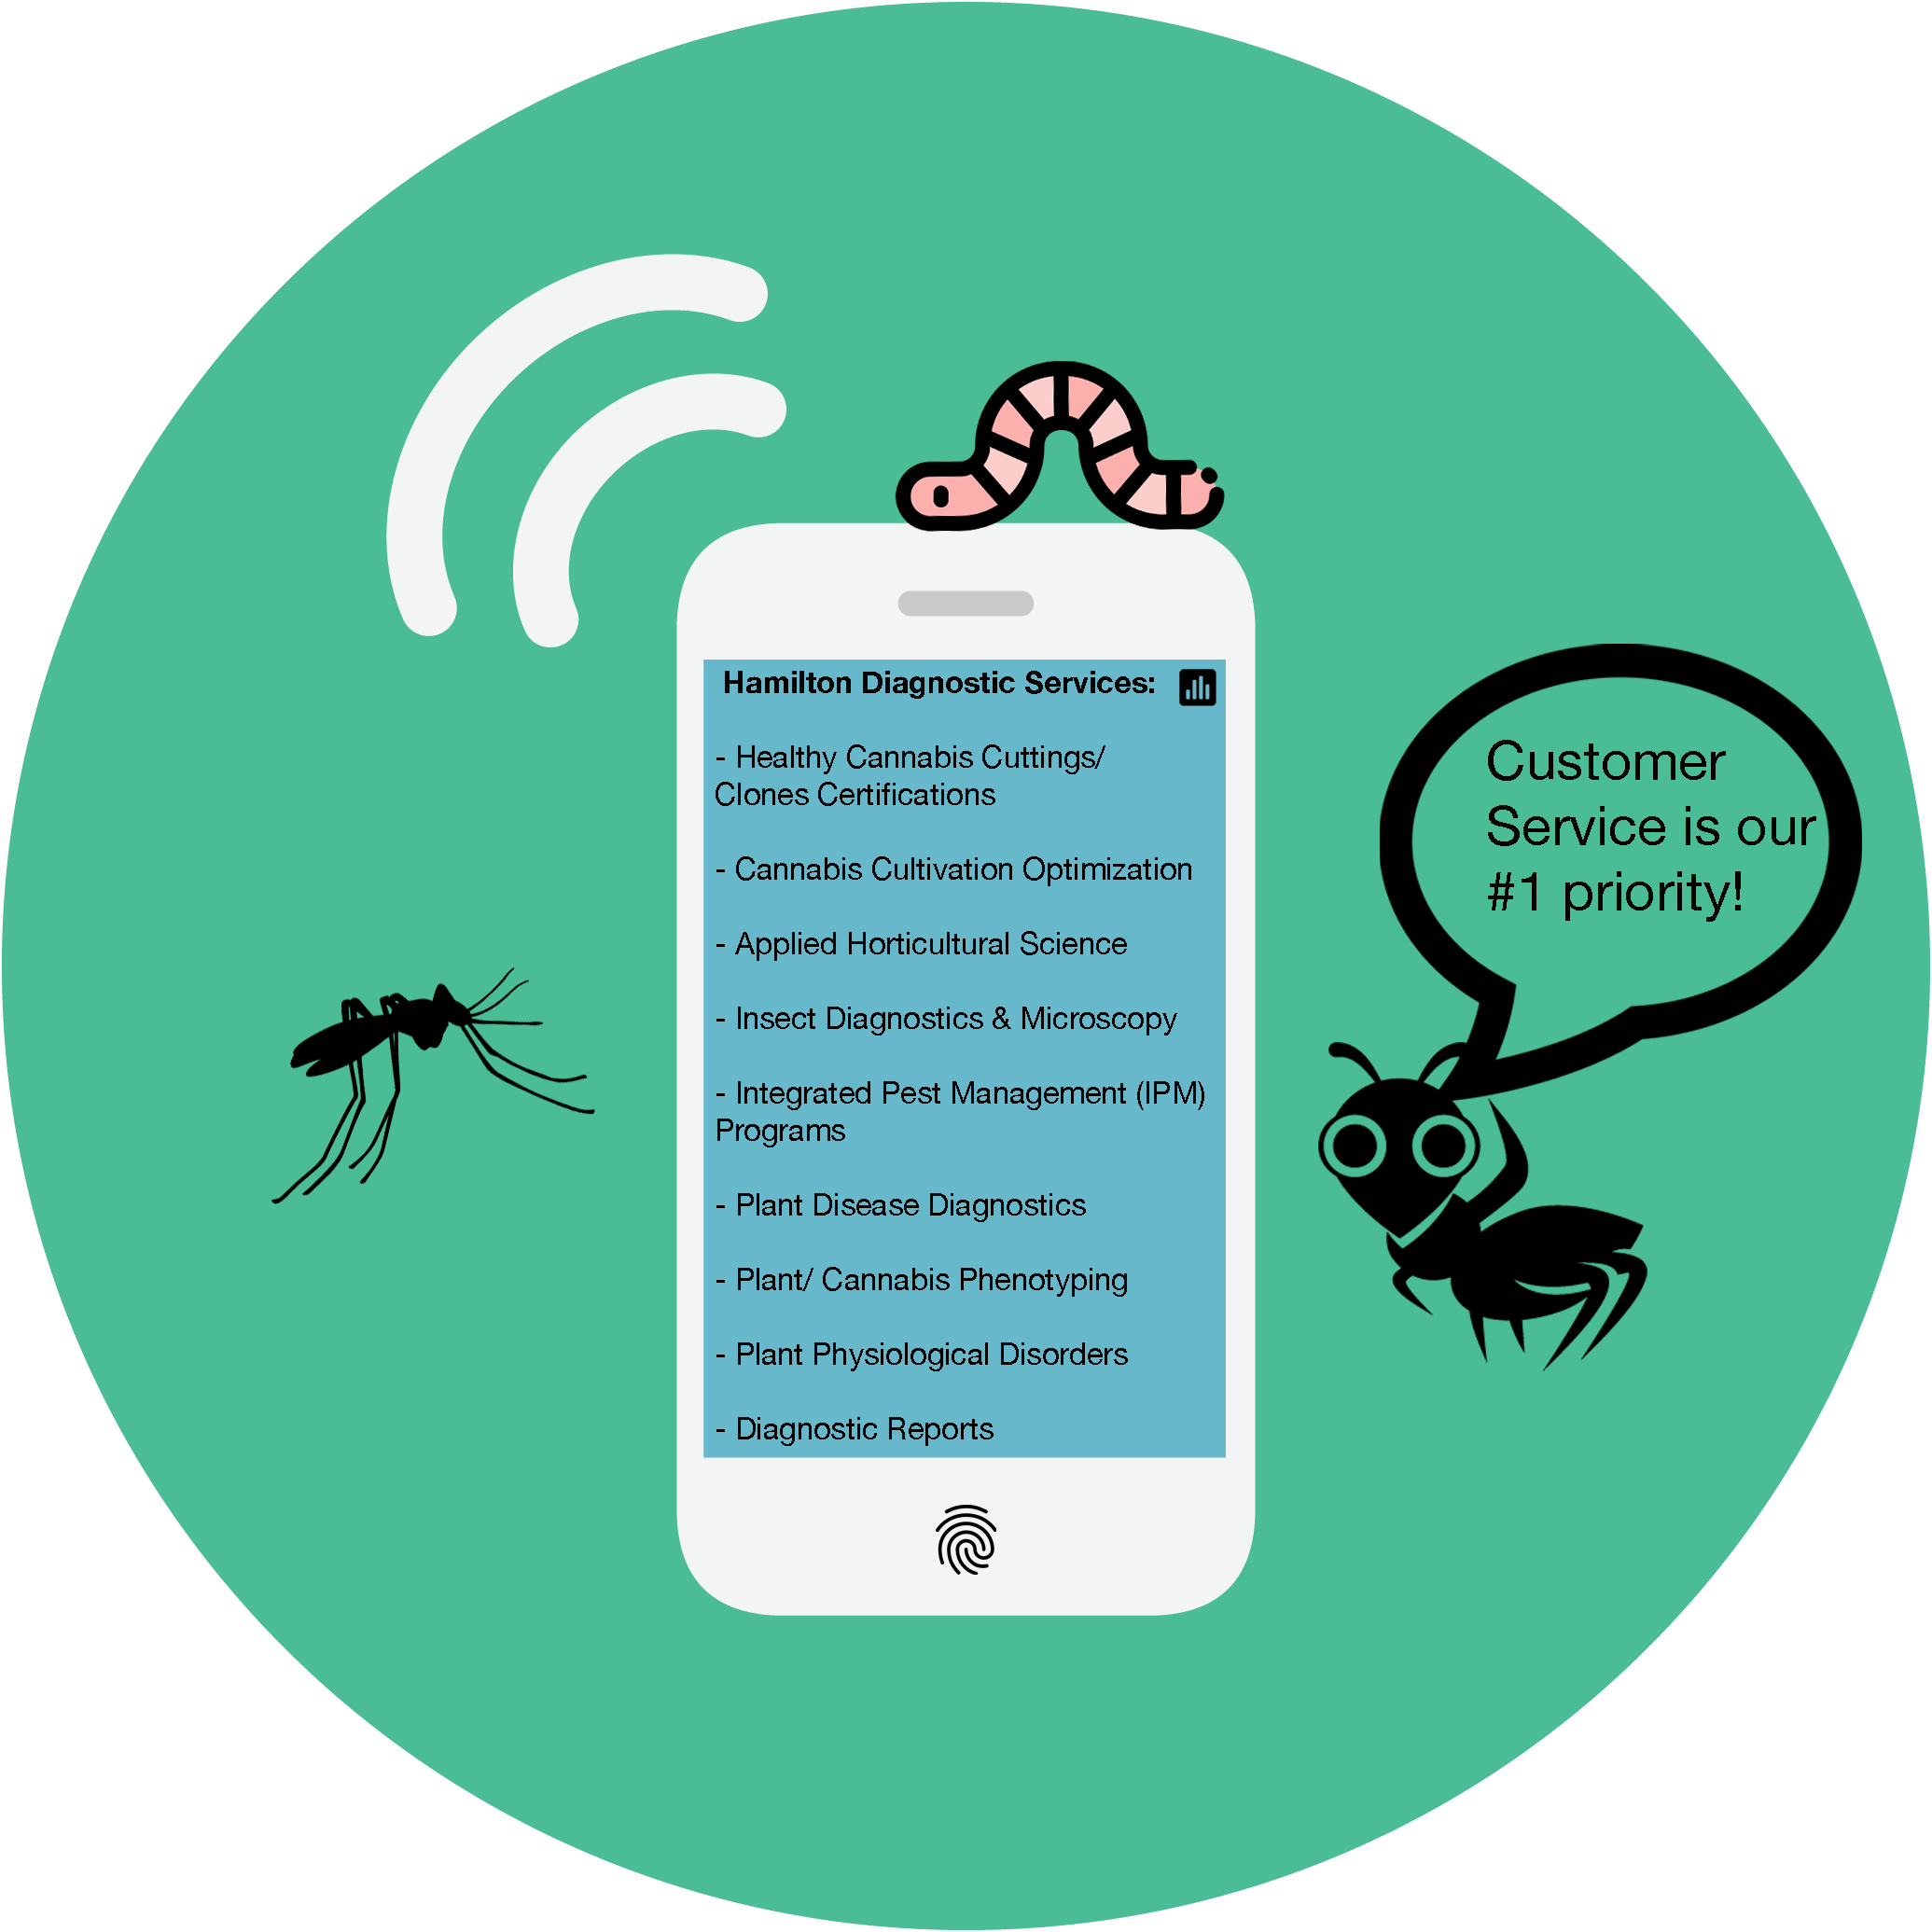 Hamilton Diagnostic Services:
- Healthy Cannabis Cuttings/
Clones Certifications
- Cannabis Cultivation Optimization
- Applied Horticultural Science
- Insect Diagnostics & Microscopy
- Integrated Pest Management (IPM)
Programs
- Plant Disease Diagnostics
- Plant/ Cannabis Phenotyping
- Plant Physiological Disorders
- Diagnostic Reports
Customer
Service is our
#1 priority!